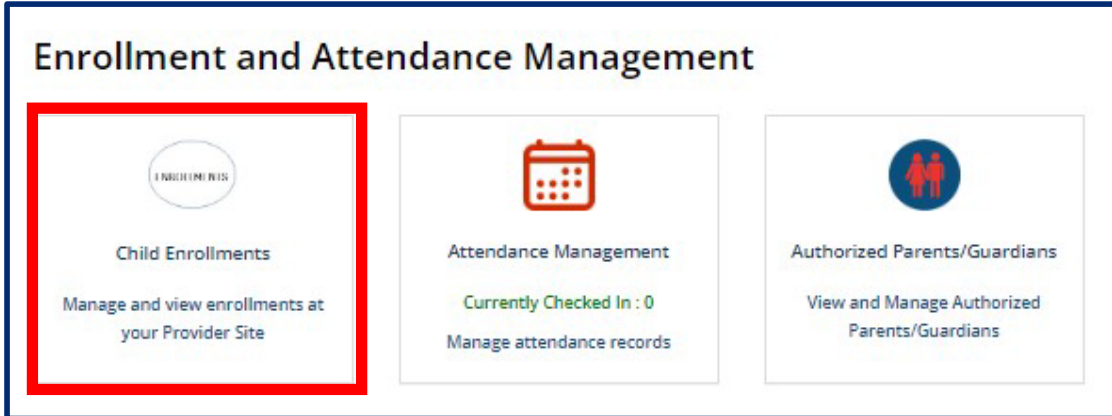 Enrollment and Attendance Management
ENROLLMENTS
Child Enrollments
Manage and view enrollments at
your Provider Site
Attendance Management
Currently Checked In : 0
Manage attendance records
Authorized Parents/Guardians
View and Manage Authorized
Parents/Guardians